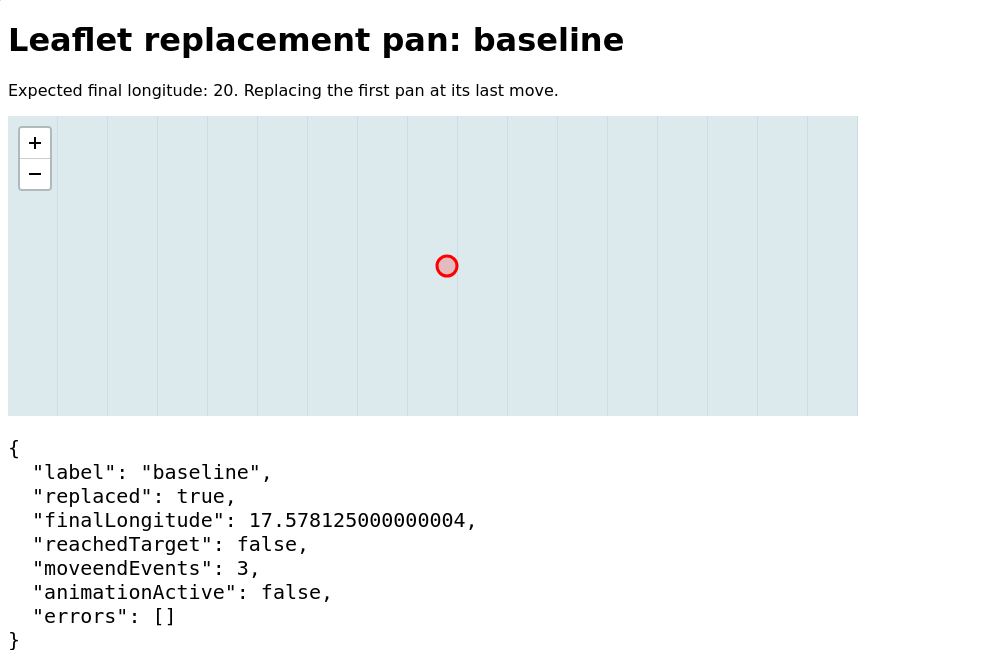 Leaflet replacement pan: baseline
Expected final longitude: 20. Replacing the first pan at its last move.
+
−
{
  "label": "baseline",
  "replaced": true,
  "finalLongitude": 17.578125000000004,
  "reachedTarget": false,
  "moveendEvents": 3,
  "animationActive": false,
  "errors": []
}